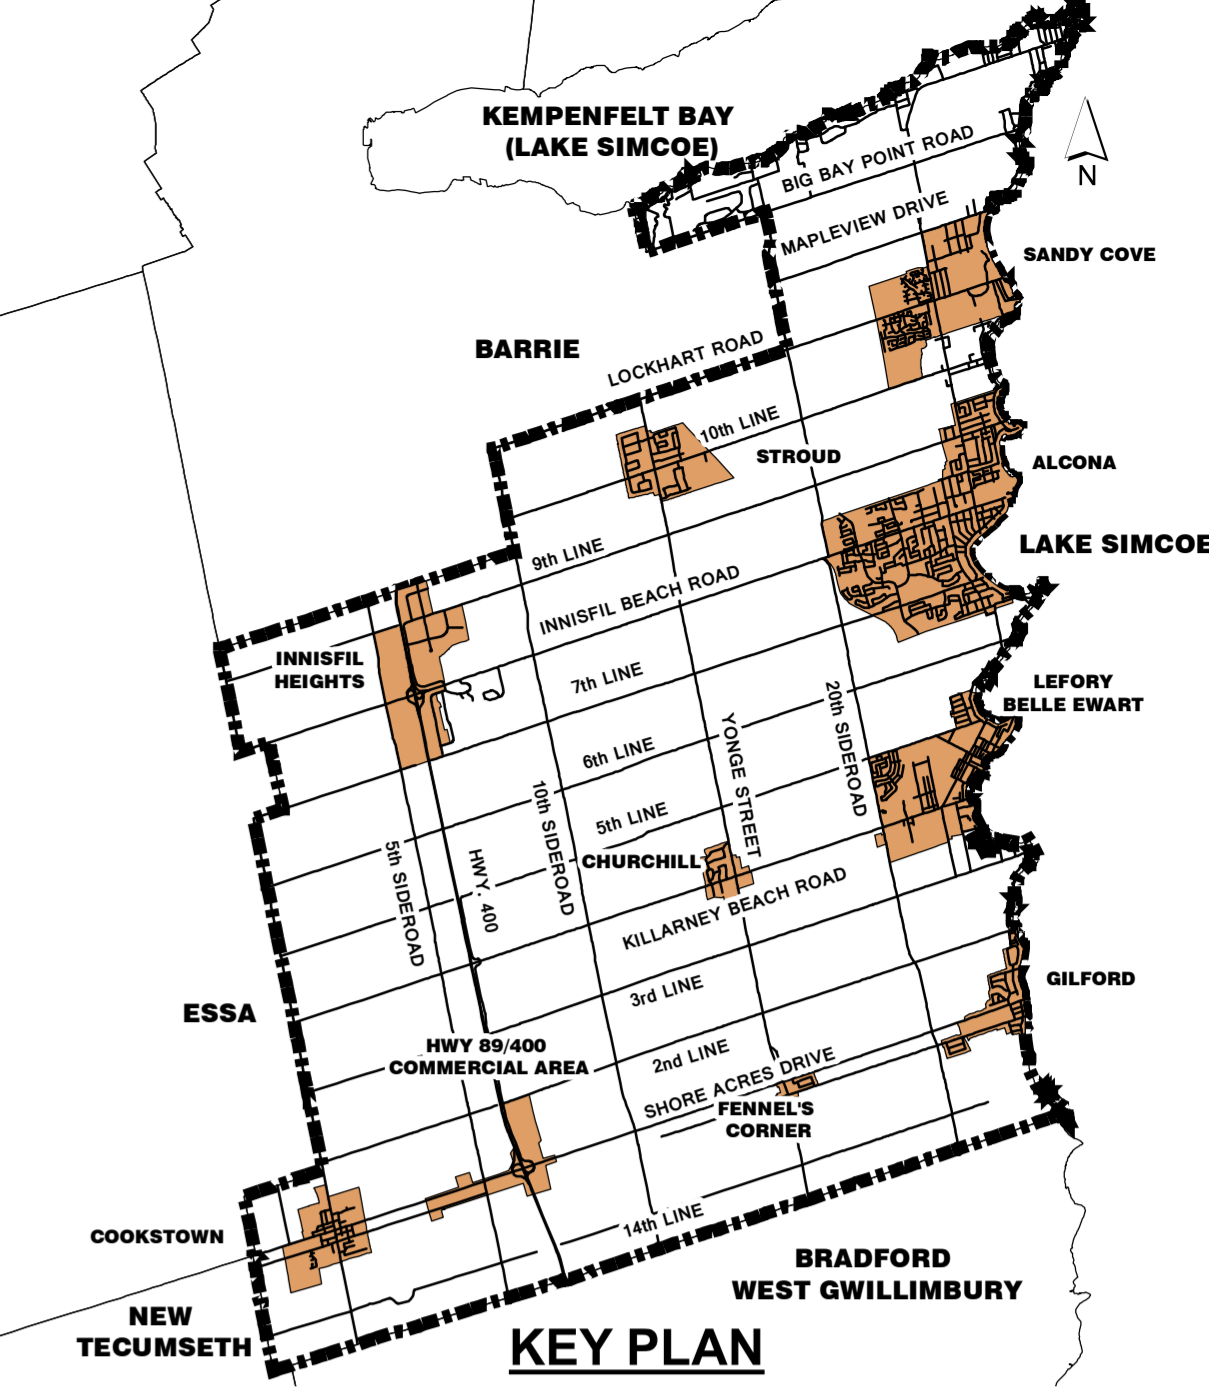 KEMPENFELT BAY
(LAKE SIMCOE)
BIG BAY POINT ROAD
N
MAPLEVIEW DRIVE
SANDY COVE
BARRIE
LOCKHART ROAD
10th LINE
STROUD
ALCONA
9th LINE
LAKE SIMCOE
INNISFIL BEACH ROAD
INNISFIL
HEIGHTS
7th LINE
LEFORY
BELLE EWART
20th SIDEROAD
YONGE STREET
6th LINE
10th SIDEROAD
5th LINE
5th SIDEROAD
HWY. 400
CHURCHILL
KILLARNEY BEACH ROAD
3rd LINE
GILFORD
ESSA
HWY 89/400
COMMERCIAL AREA
2nd LINE
SHORE ACRES DRIVE
FENNEL'S
CORNER
14th LINE
COOKSTOWN
BRADFORD
WEST GWILLIMBURY
NEW
TECUMSETH
KEY PLAN